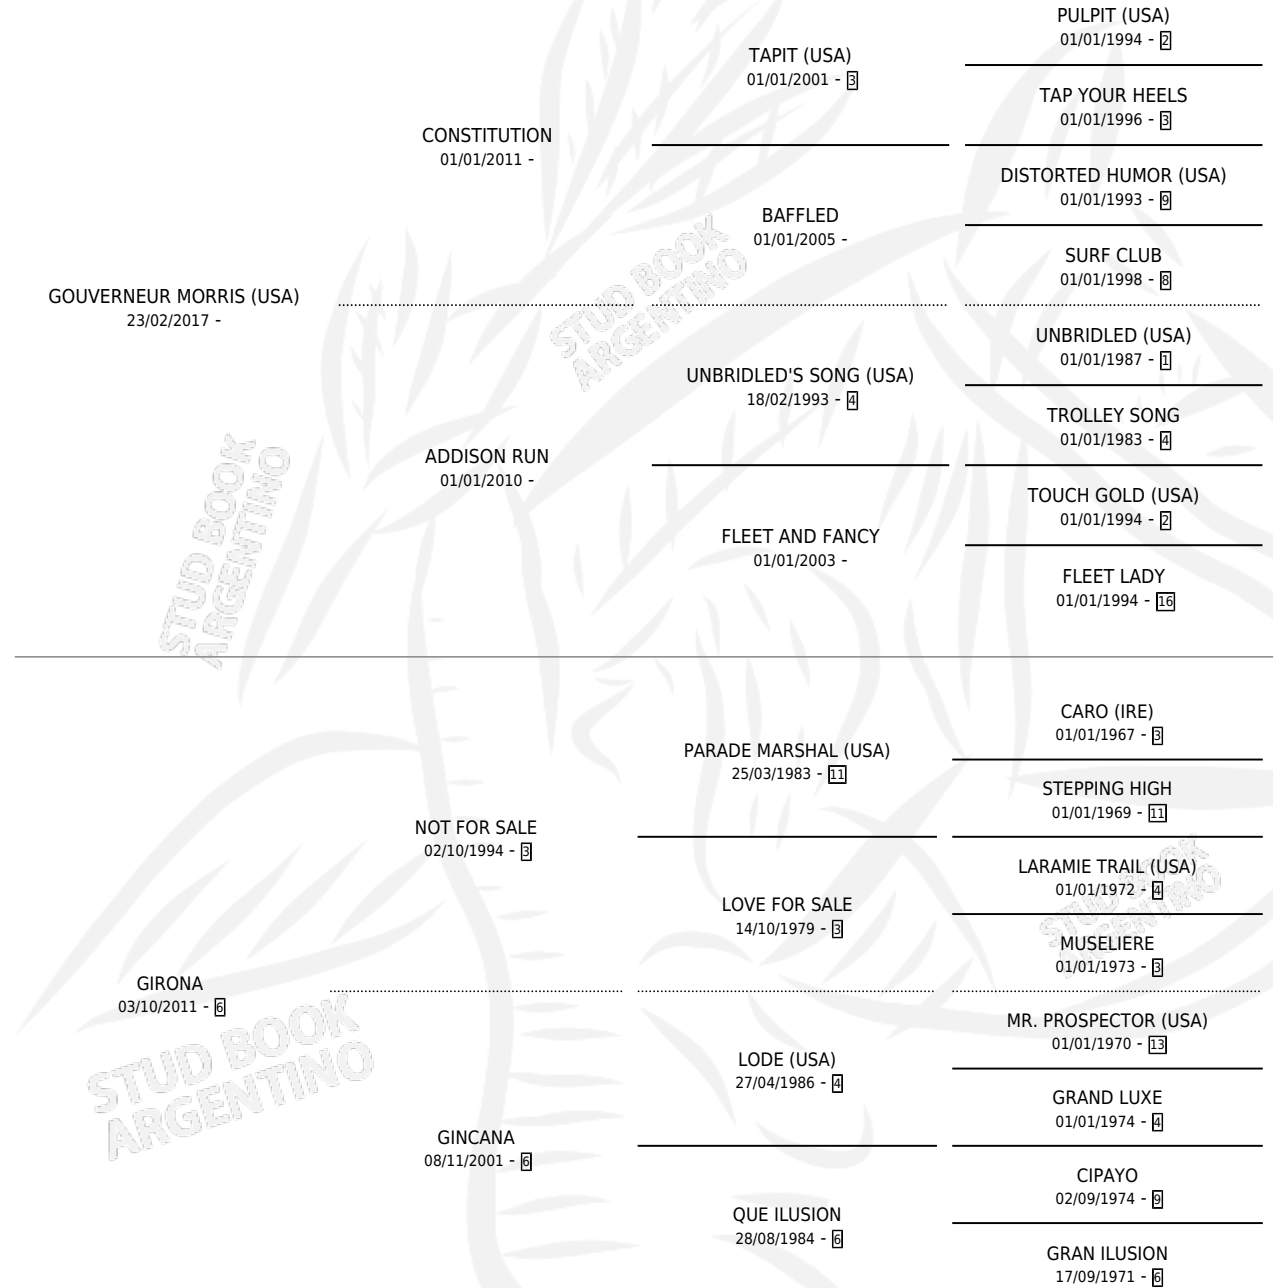 PULPIT (USA)
01/01/1994 - 2
TAPIT (USA)
01/01/2001 - 3
TAP YOUR HEELS
01/01/1996 - 3
CONSTITUTION
01/01/2011 -
DISTORTED HUMOR (USA)
01/01/1993 - 9
BAFFLED
01/01/2005 -
SURF CLUB
01/01/1998 - 8
GOUVERNEUR MORRIS (USA)
23/02/2017 -
UNBRIDLED (USA)
01/01/1987 - 1
UNBRIDLED'S SONG (USA)
18/02/1993 - 4
TROLLEY SONG
01/01/1983 - 4
ADDISON RUN
01/01/2010 -
TOUCH GOLD (USA)
01/01/1994 - 2
FLEET AND FANCY
01/01/2003 -
FLEET LADY
01/01/1994 - 16
CARO (IRE)
01/01/1967 - 3
PARADE MARSHAL (USA)
25/03/1983 - 11
STEPPING HIGH
01/01/1969 - 11
NOT FOR SALE
02/10/1994 - 3
LARAMIE TRAIL (USA)
01/01/1972 - 4
LOVE FOR SALE
14/10/1979 - 3
MUSELIERE
01/01/1973 - 3
GIRONA
03/10/2011 - 6
MR. PROSPECTOR (USA)
01/01/1970 - 13
LODE (USA)
27/04/1986 - 4
GRAND LUXE
01/01/1974 - 4
GINCANA
08/11/2001 - 6
CIPAYO
02/09/1974 - 9
QUE ILUSION
28/08/1984 - 6
GRAN ILUSION
17/09/1971 - 6
STUD BOOK
ARGENTINO
STUD BOOK
ARGENTINO
STUD BOOK
ARGENTINO
STUD BOOK
ARGENTINO